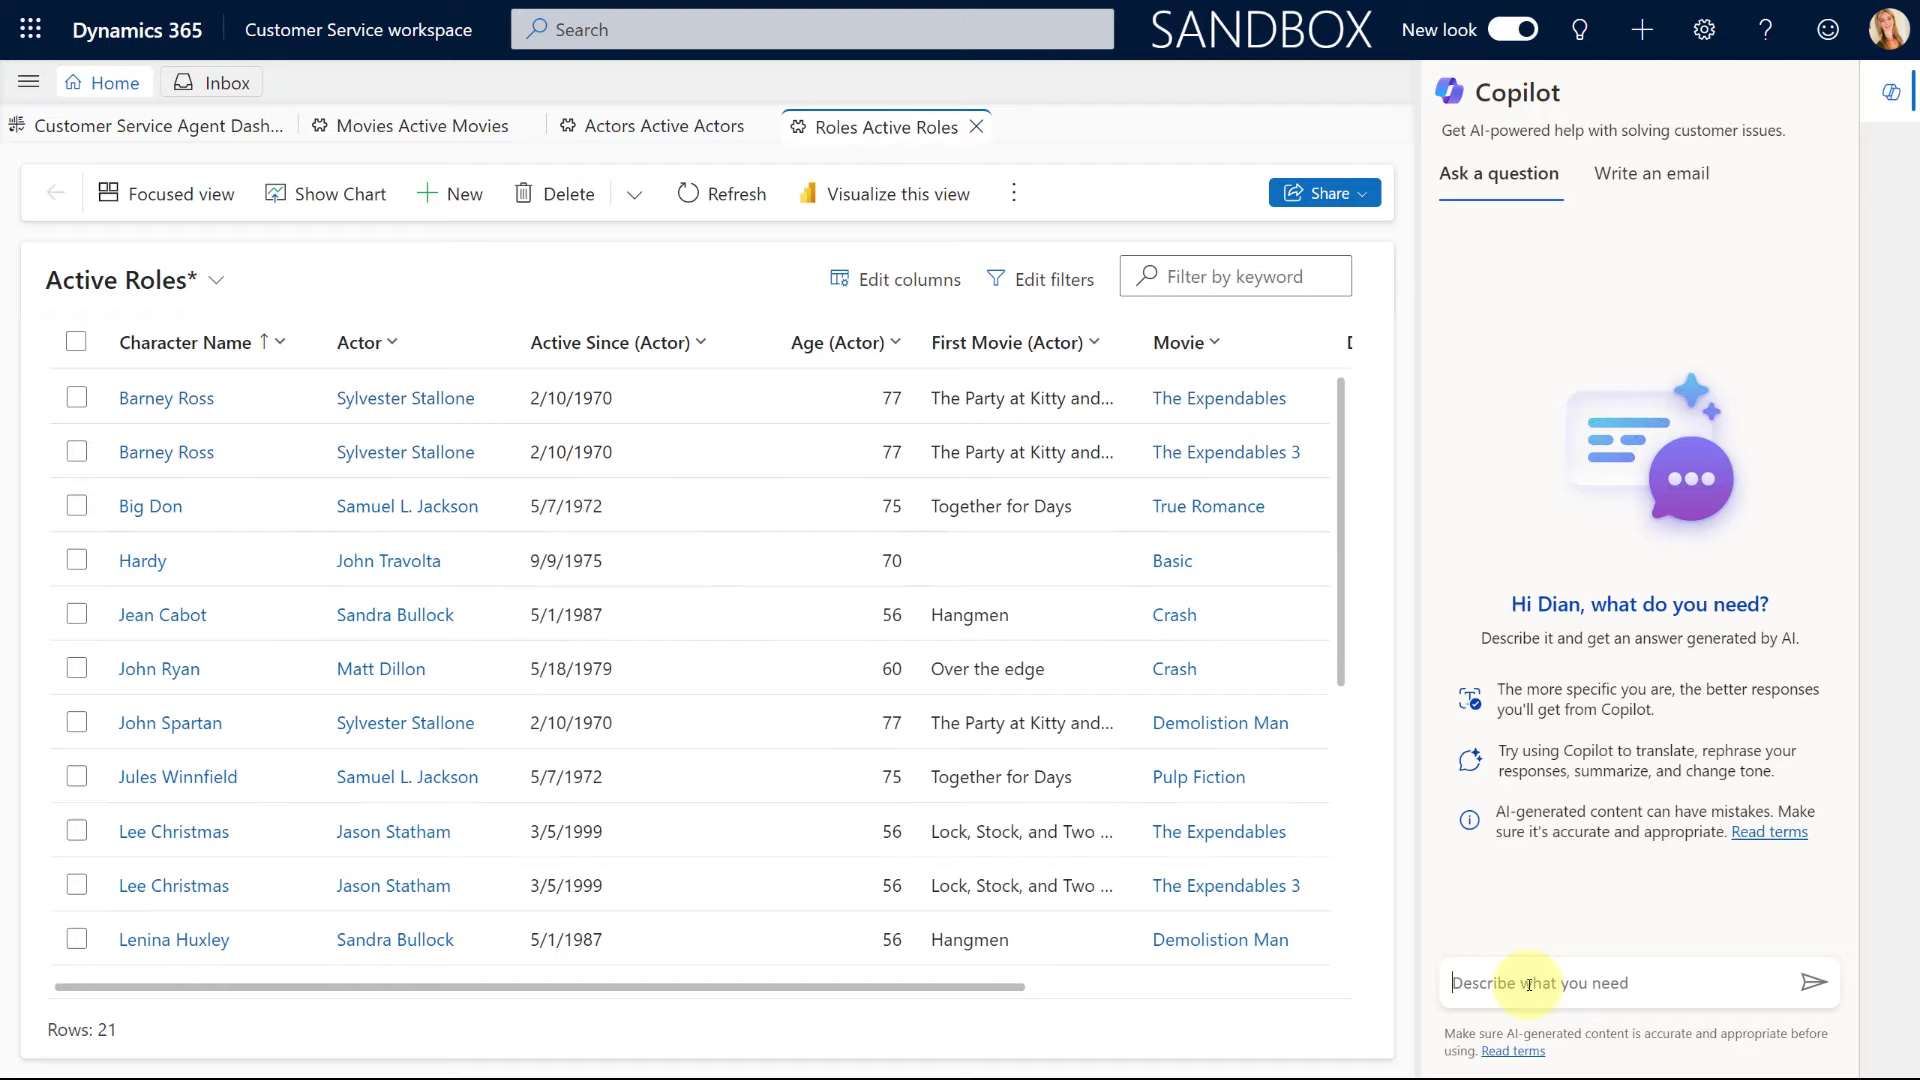 Dynamics 365 Customer Service workspace Search SANDBOX New look
Home Inbox
Customer Service Agent Dash... Movies Active Movies Actors Active Actors Roles Active Roles
Focused view Show Chart New Delete Refresh Visualize this view Share
Active Roles* Edit columns Edit filters Filter by keyword
Character Name Actor Active Since (Actor) Age (Actor) First Movie (Actor) Movie
Barney Ross Sylvester Stallone 2/10/1970 77 The Party at Kitty and... The Expendables
Barney Ross Sylvester Stallone 2/10/1970 77 The Party at Kitty and... The Expendables 3
Big Don Samuel L. Jackson 5/7/1972 75 Together for Days True Romance
Hardy John Travolta 9/9/1975 70 Basic
Jean Cabot Sandra Bullock 5/1/1987 56 Hangmen Crash
John Ryan Matt Dillon 5/18/1979 60 Over the edge Crash
John Spartan Sylvester Stallone 2/10/1970 77 The Party at Kitty and... Demolistion Man
Jules Winnfield Samuel L. Jackson 5/7/1972 75 Together for Days Pulp Fiction
Lee Christmas Jason Statham 3/5/1999 56 Lock, Stock, and Two ... The Expendables
Lee Christmas Jason Statham 3/5/1999 56 Lock, Stock, and Two ... The Expendables 3
Lenina Huxley Sandra Bullock 5/1/1987 56 Hangmen Demolistion Man
Rows: 21
Copilot
Get AI-powered help with solving customer issues.
Ask a question Write an email
Hi Dian, what do you need?
Describe it and get an answer generated by AI.
The more specific you are, the better responses
you'll get from Copilot.
Try using Copilot to translate, rephrase your
responses, summarize, and change tone.
AI-generated content can have mistakes. Make
sure it's accurate and appropriate. Read terms
Describe what you need
Make sure AI-generated content is accurate and appropriate before
using. Read terms